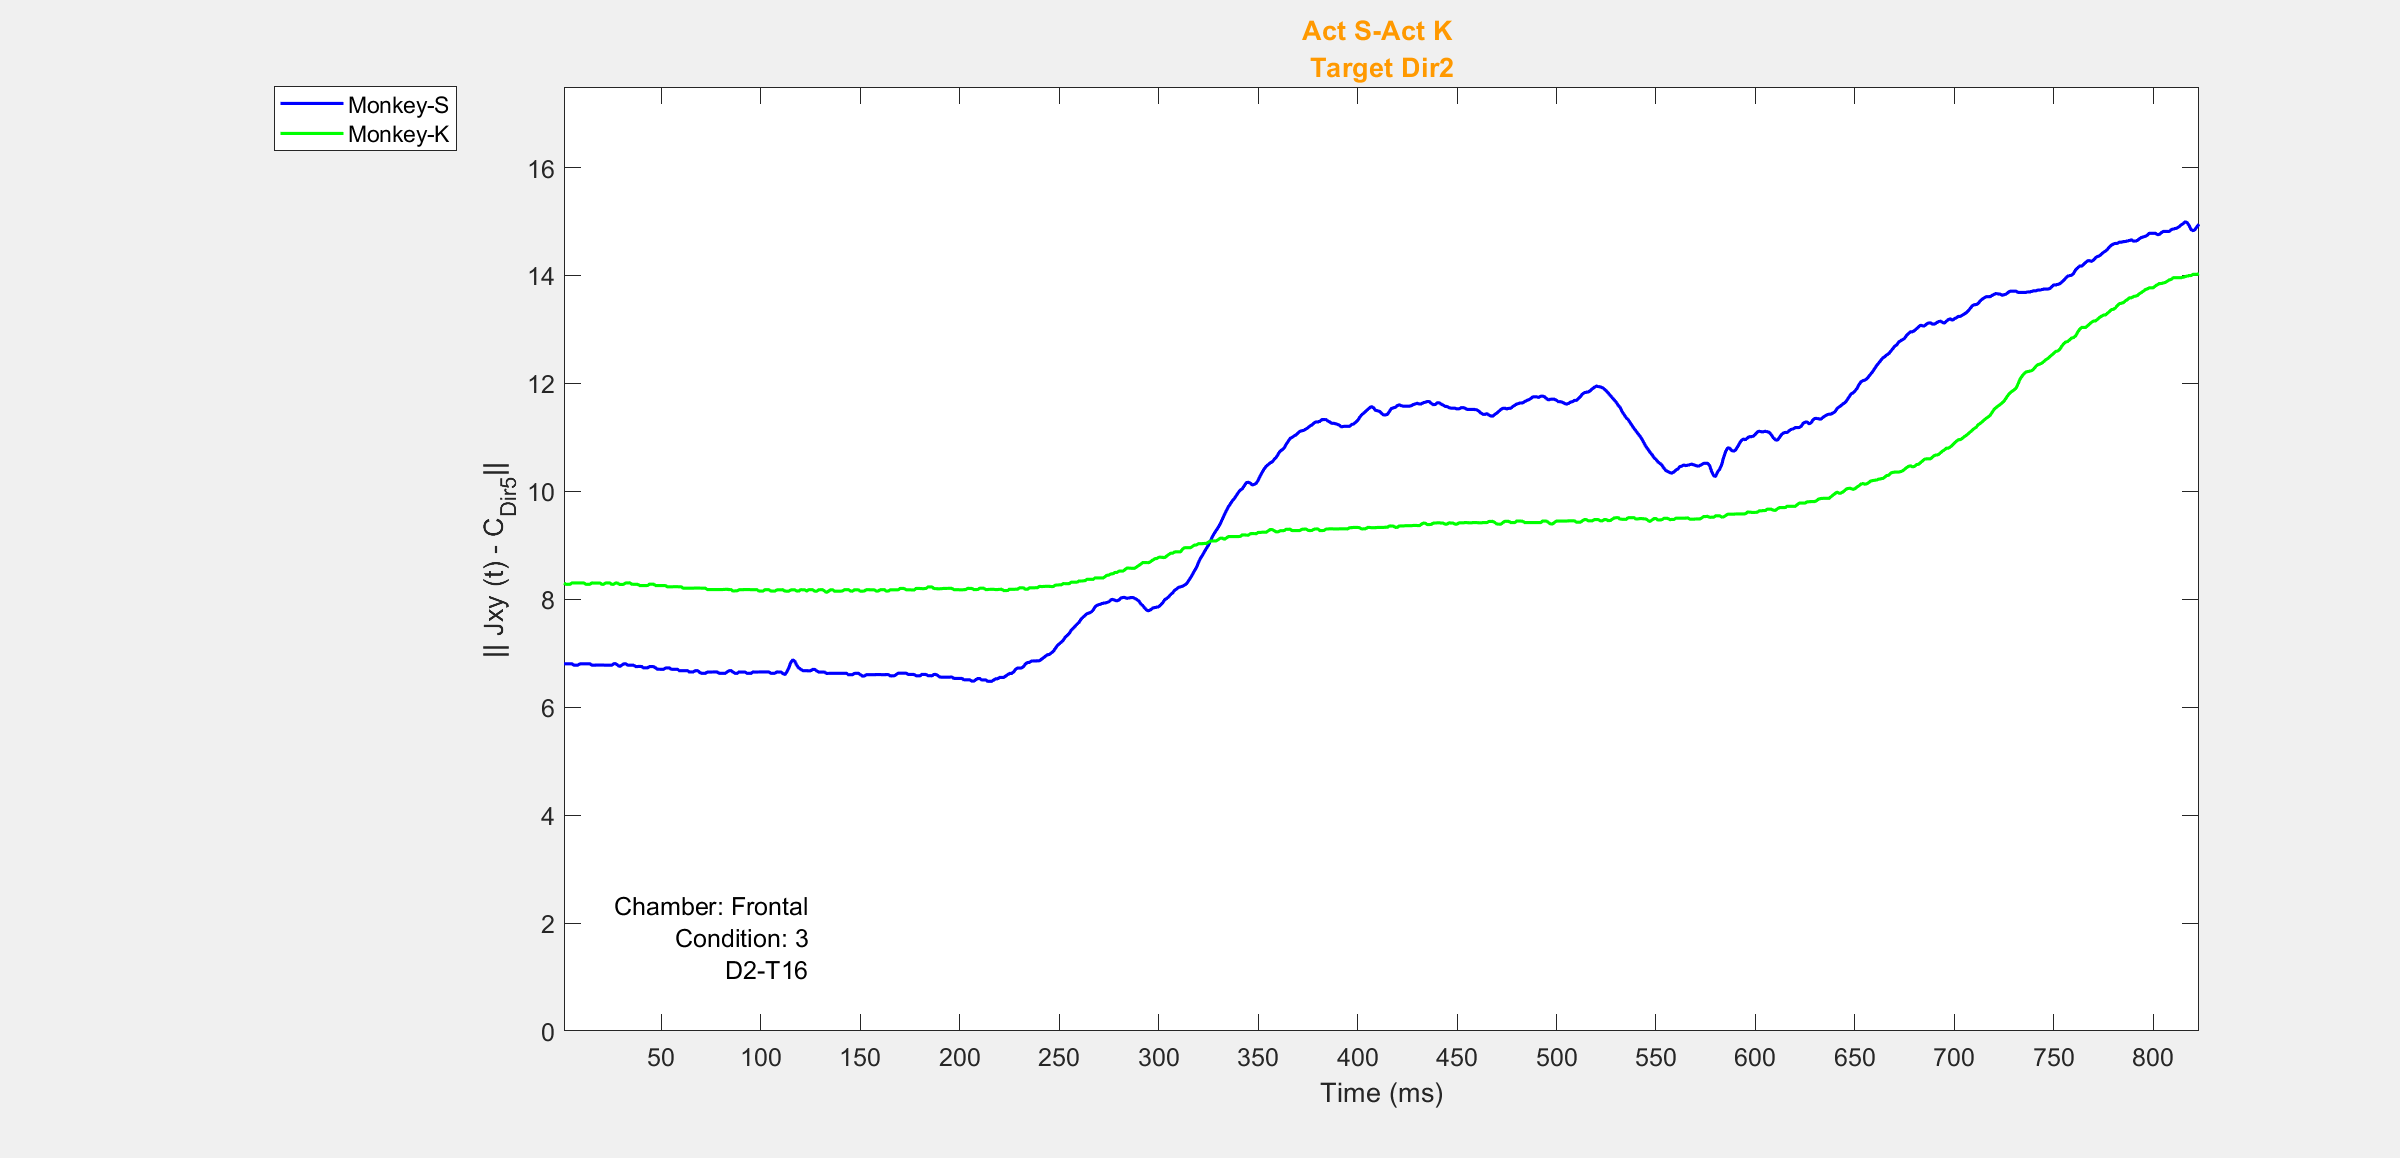 Act S-Act K
Target Dir2
Monkey-S
Monkey-K
16
14
12
10
8
6
4
2
0
|| Jxy (t) - C_Dir5||
Chamber: Frontal
Condition: 3
D2-T16
50 100 150 200 250 300 350 400 450 500 550 600 650 700 750 800
Time (ms)